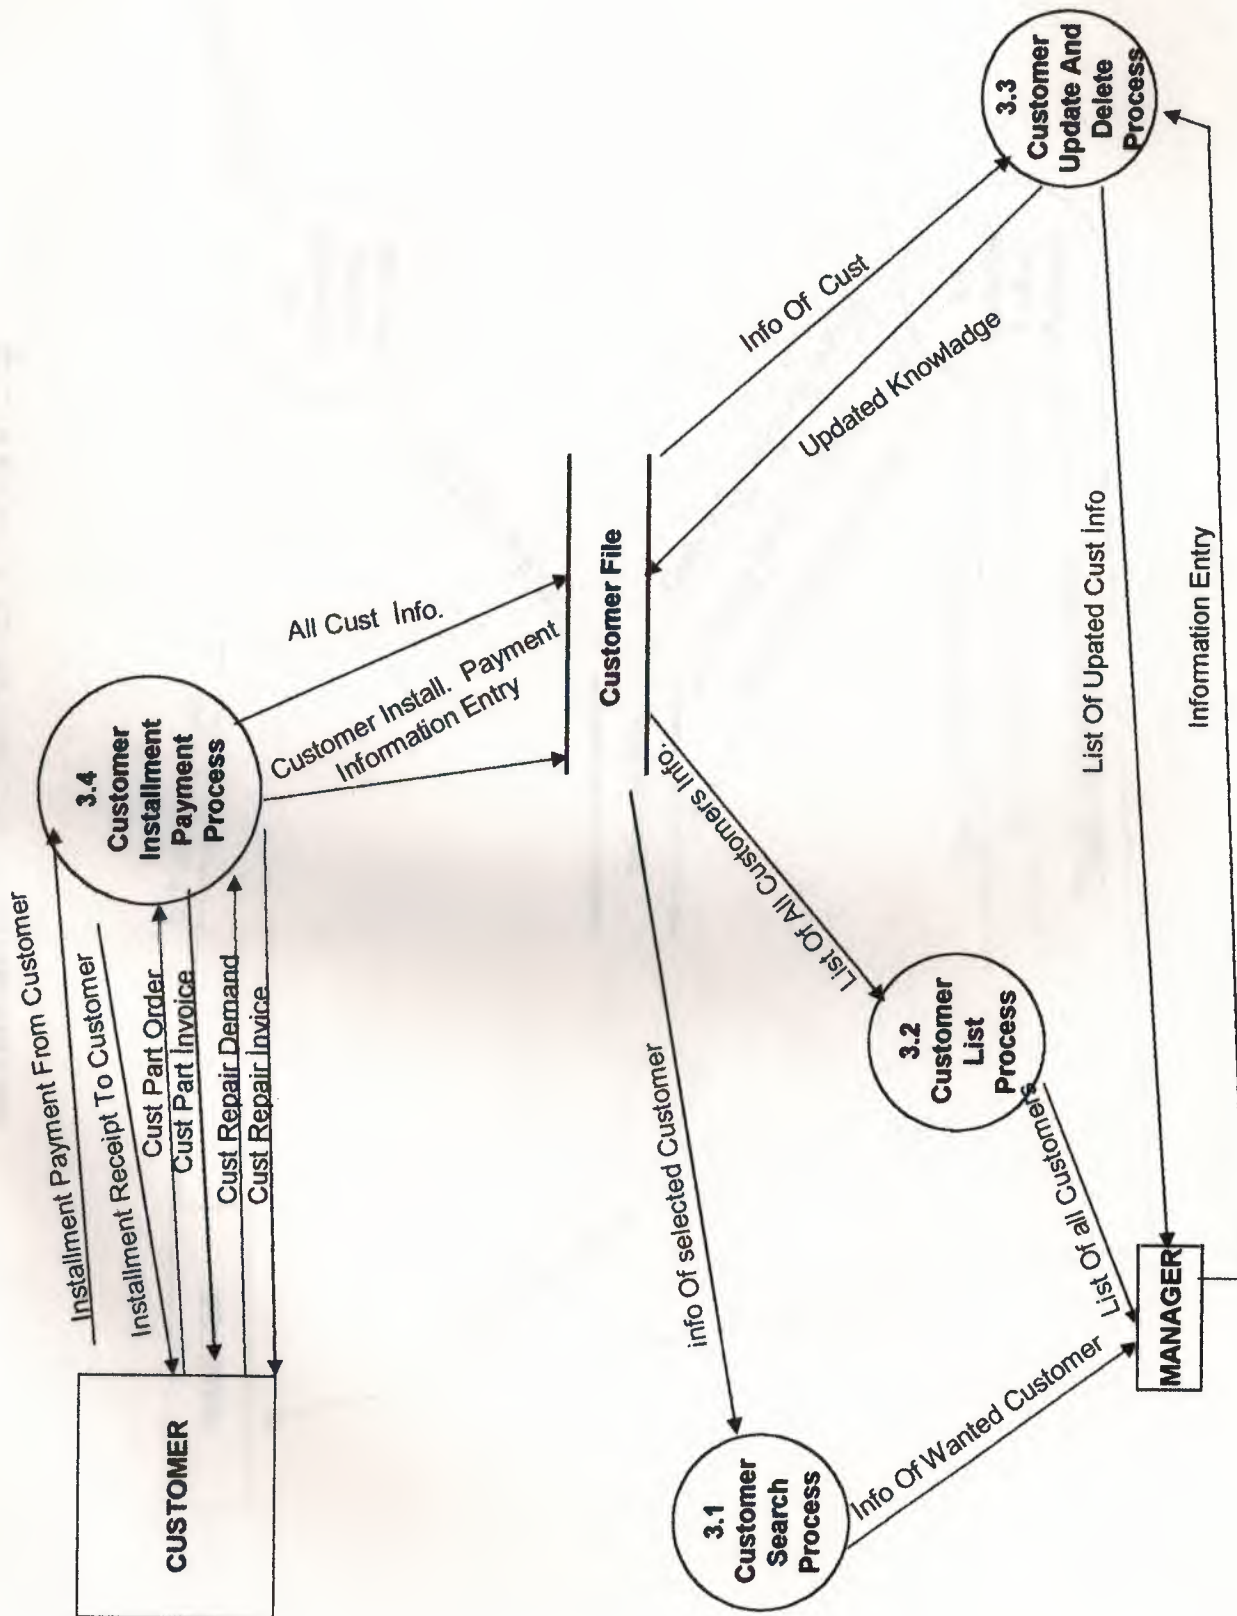 CUSTOMER
Installment Payment From Customer
Installment Receipt To Customer
Cust Part Order
Cust Part Invoice
Cust Repair Demand
Cust Repair Invice
3.4
Customer
Installment
Payment
Process
All Cust Info.
Customer Install. Payment
Information Entry
Customer File
Info Of Cust
Updated Knowladge
3.3
Customer
Update And
Delete
Process
info Of selected Customer
List Of All Customers Info.
3.1
Customer
Search
Process
3.2
Customer
List
Process
Info Of Wanted Customer
List Of all Customers
List Of Upated Cust Info
MANAGER
Information Entry